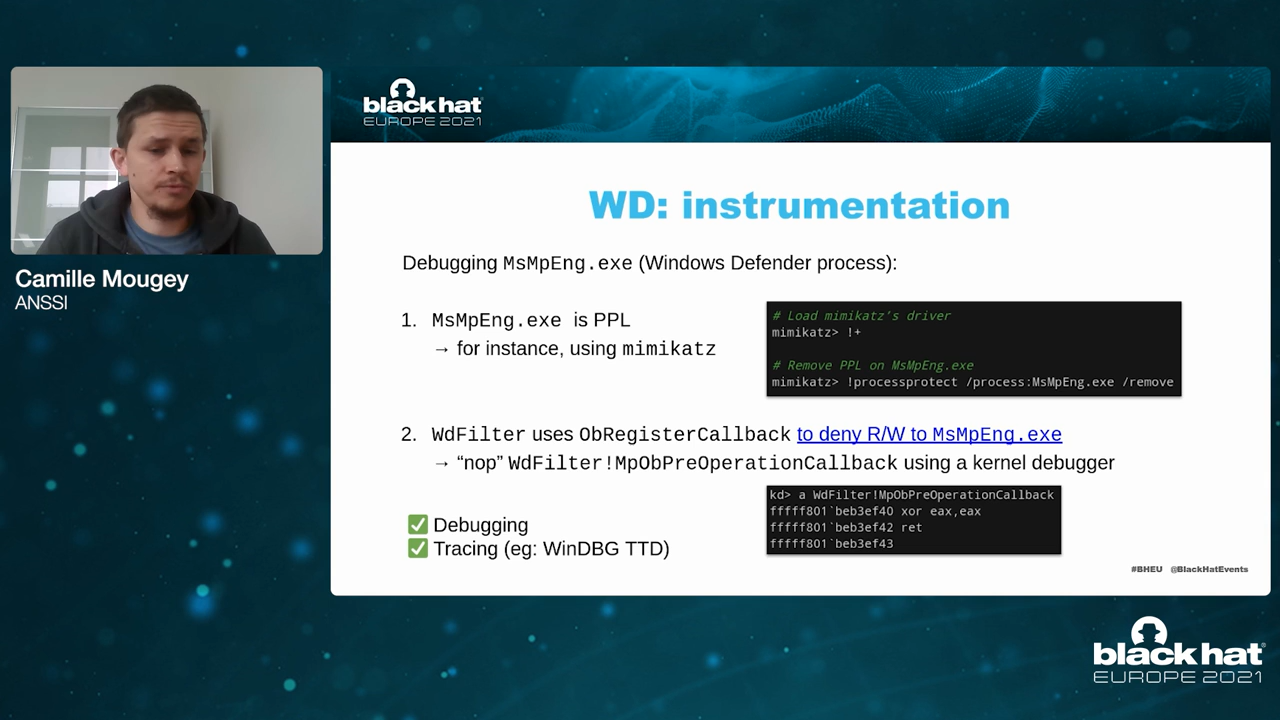 black hat
EUROPE 2021
Camille Mougey
ANSSI
WD: instrumentation
Debugging MsMpEng.exe (Windows Defender process):
1. MsMpEng.exe is PPL
→ for instance, using mimikatz
# Load mimikatz's driver
mimikatz> !+
# Remove PPL on MsMpEng.exe
mimikatz> !processprotect /process:MsMpEng.exe /remove
2. WdFilter uses ObRegisterCallback to deny R/W to MsMpEng.exe
→ “nop” WdFilter!MpObPreOperationCallback using a kernel debugger
kd> a WdFilter!MpObPreOperationCallback
fffff801`beb3ef40 xor eax,eax
fffff801`beb3ef42 ret
fffff801`beb3ef43
✅ Debugging
✅ Tracing (eg: WinDBG TTD)
#BHEU @BlackHatEvents
black hat®
EUROPE 2021